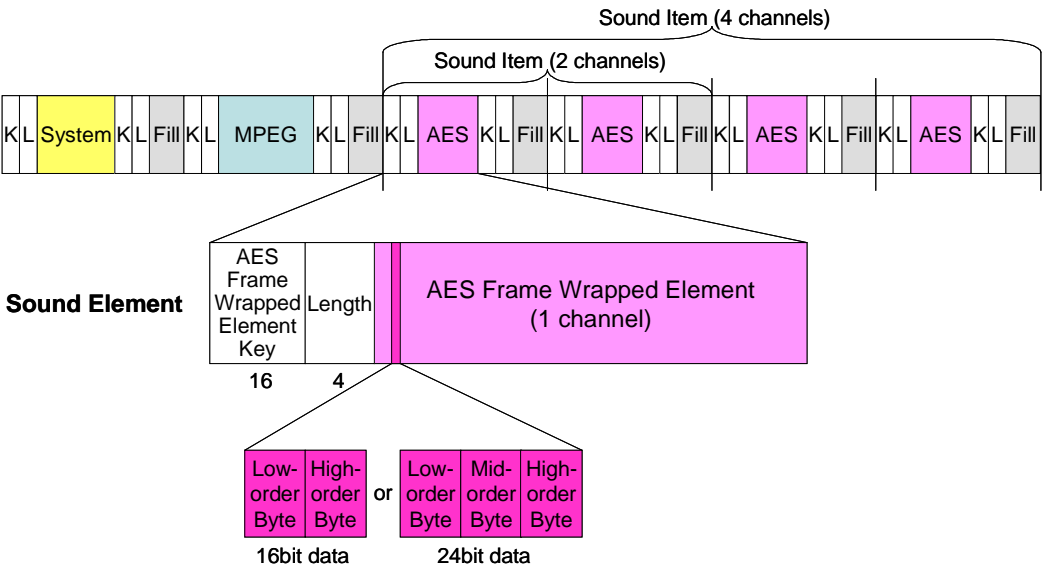 Sound Item (4 channels)
Sound Item (2 channels)
K L System K L Fill K L MPEG K L Fill K L AES K L Fill K L AES K L Fill K L AES K L Fill K L AES K L Fill
Sound Element
AES
Frame
Wrapped
Element
Key
Length
AES Frame Wrapped Element
(1 channel)
16
4
Low-
order
Byte
High-
order
Byte
or
Low-
order
Byte
Mid-
order
Byte
High-
order
Byte
16bit data
24bit data